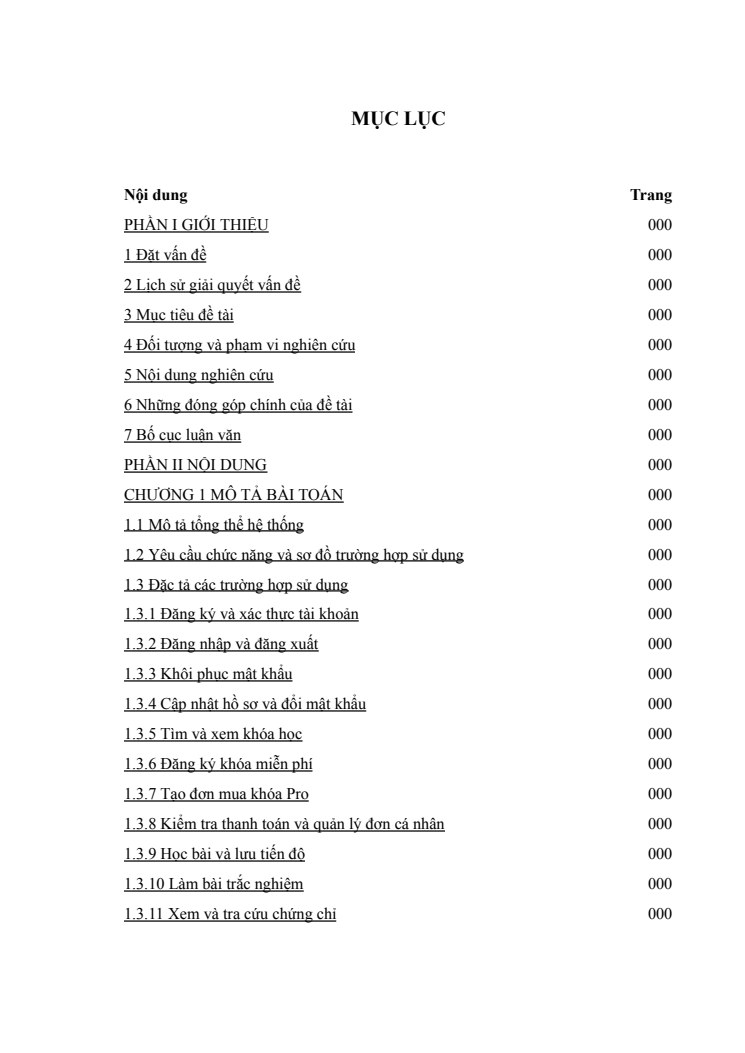 MỤC LỤC
Nội dung Trang
PHẦN I GIỚI THIỆU 000
1 Đặt vấn đề 000
2 Lịch sử giải quyết vấn đề 000
3 Mục tiêu đề tài 000
4 Đối tượng và phạm vi nghiên cứu 000
5 Nội dung nghiên cứu 000
6 Những đóng góp chính của đề tài 000
7 Bố cục luận văn 000
PHẦN II NỘI DUNG 000
CHƯƠNG 1 MÔ TẢ BÀI TOÁN 000
1.1 Mô tả tổng thể hệ thống 000
1.2 Yêu cầu chức năng và sơ đồ trường hợp sử dụng 000
1.3 Đặc tả các trường hợp sử dụng 000
1.3.1 Đăng ký và xác thực tài khoản 000
1.3.2 Đăng nhập và đăng xuất 000
1.3.3 Khôi phục mật khẩu 000
1.3.4 Cập nhật hồ sơ và đổi mật khẩu 000
1.3.5 Tìm và xem khóa học 000
1.3.6 Đăng ký khóa miễn phí 000
1.3.7 Tạo đơn mua khóa Pro 000
1.3.8 Kiểm tra thanh toán và quản lý đơn cá nhân 000
1.3.9 Học bài và lưu tiến độ 000
1.3.10 Làm bài trắc nghiệm 000
1.3.11 Xem và tra cứu chứng chỉ 000